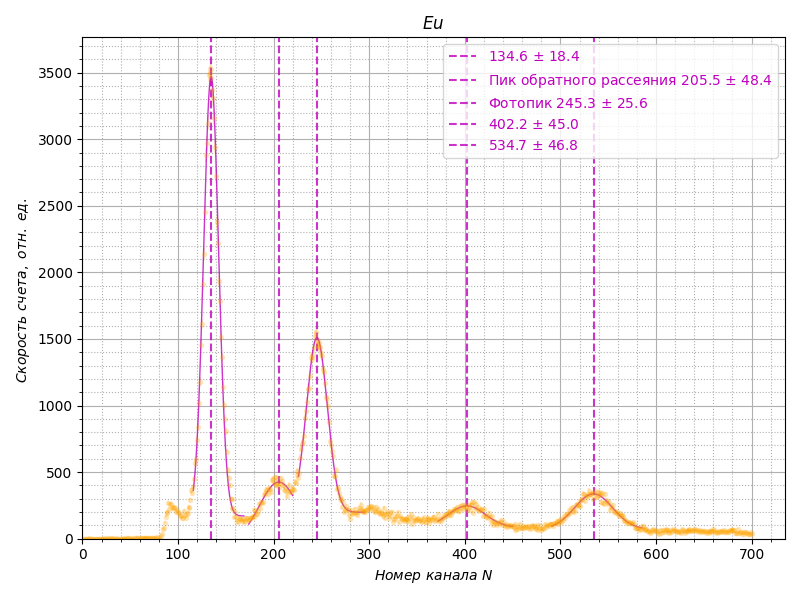 Eu
134.6 ± 18.4
Пик обратного рассеяния 205.5 ± 48.4
Фотопик 245.3 ± 25.6
402.2 ± 45.0
534.7 ± 46.8
3500
3000
2500
2000
1500
1000
500
0
Скорость счета, отн. ед.
0 100 200 300 400 500 600 700
Номер канала N